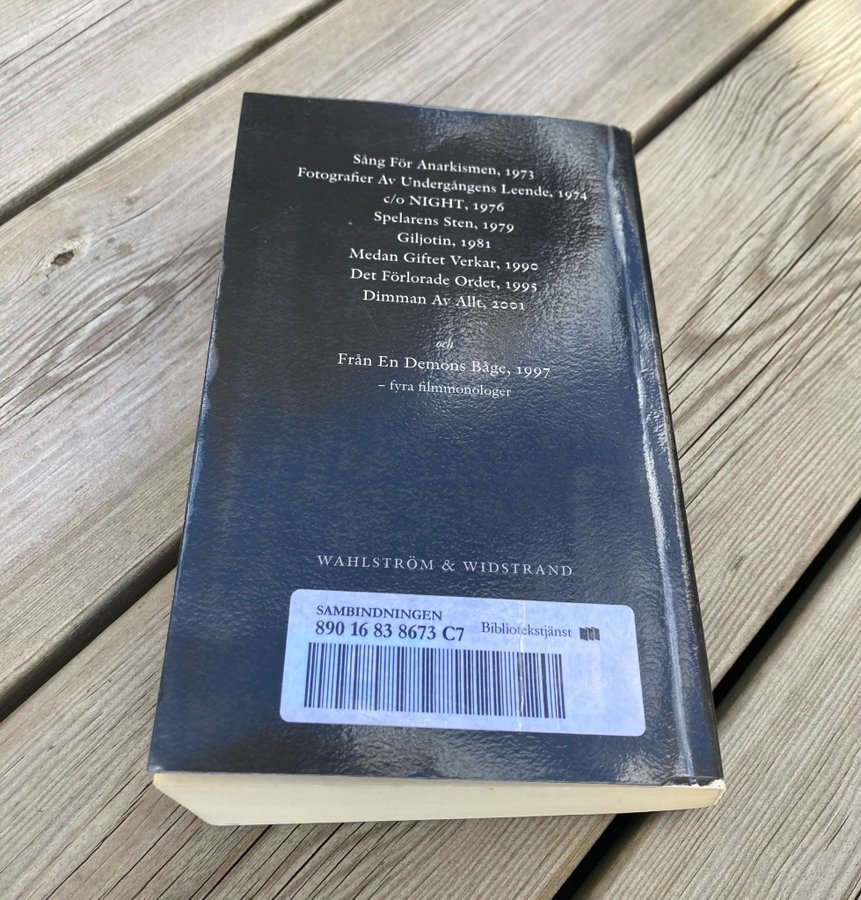 Sång För Anarkismen, 1973
Fotografier Av Undergångens Leende, 1974
c/o NIGHT, 1976
Spelarens Sten, 1979
Giljotin, 1981
Medan Giftet Verkar, 1990
Det Förlorade Ordet, 1995
Dimman Av Allt, 2001
och
Från En Demons Båge, 1997
– fyra filmmonologer
WAHLSTRÖM & WIDSTRAND
SAMBINDNINGEN
890 16 83 8673 C7 Bibliotekstjänst